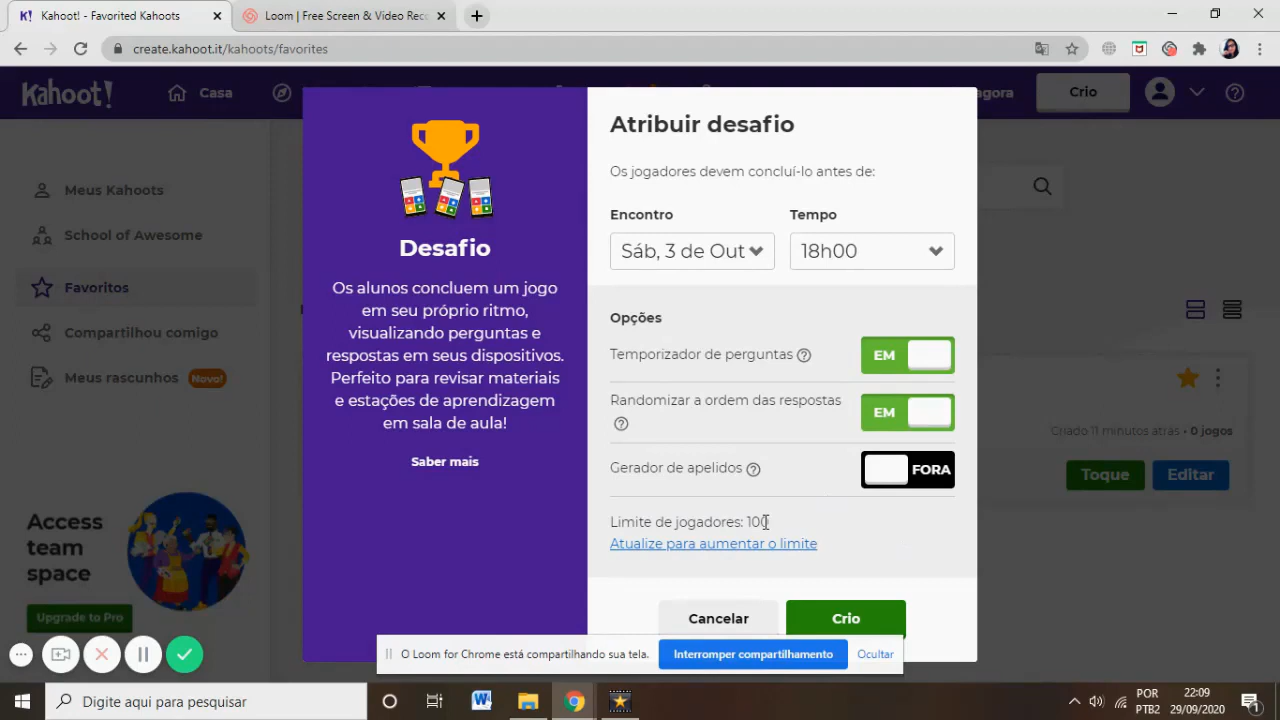 Kahoot! - Favorited Kahoots
Loom | Free Screen & Video Rec
create.kahoot.it/kahoots/favorites
Kahoot!
Casa
agora
Crio
Meus Kahoots
School of Awesome
Favoritos
Compartilhou comigo
Meus rascunhos
Novo!
Access
team
space
Upgrade to Pro
Desafio
Os alunos concluem um jogo
em seu próprio ritmo,
visualizando perguntas e
respostas em seus dispositivos.
Perfeito para revisar materiais
e estações de aprendizagem
em sala de aula!
Saber mais
Atribuir desafio
Os jogadores devem concluí-lo antes de:
Encontro
Tempo
Sáb, 3 de Out
18h00
Opções
Temporizador de perguntas
EM
Randomizar a ordem das respostas
EM
Gerador de apelidos
FORA
Limite de jogadores: 100
Atualize para aumentar o limite
Cancelar
Crio
Criado 11 minutos atrás • 0 jogos
Toque
Editar
O Loom for Chrome está compartilhando sua tela.
Interromper compartilhamento
Ocultar
Digite aqui para pesquisar
POR
PTB2
22:09
29/09/2020